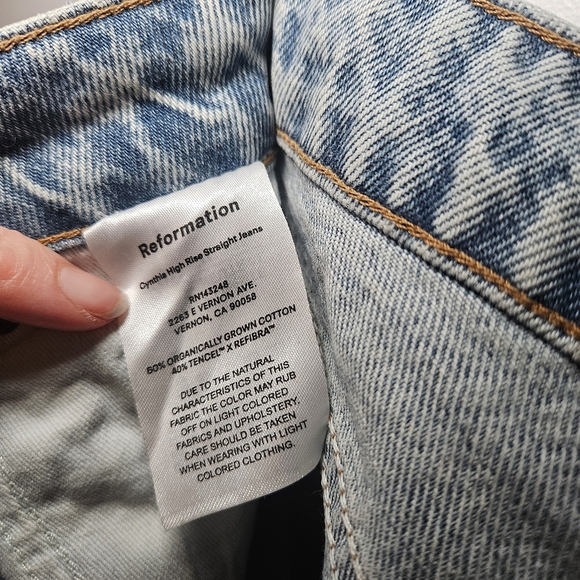 Reformation
Cynthia High Rise Straight Jeans
RN143248
2263 E VERNON AVE.
VERNON, CA 90058
60% ORGANICALLY GROWN COTTON
40% TENCEL™ X REFIBRA™
DUE TO THE NATURAL
CHARACTERISTICS OF THIS
FABRIC THE COLOR MAY RUB
OFF ON LIGHT COLORED
FABRICS AND UPHOLSTERY.
CARE SHOULD BE TAKEN
WHEN WEARING WITH LIGHT
COLORED CLOTHING.